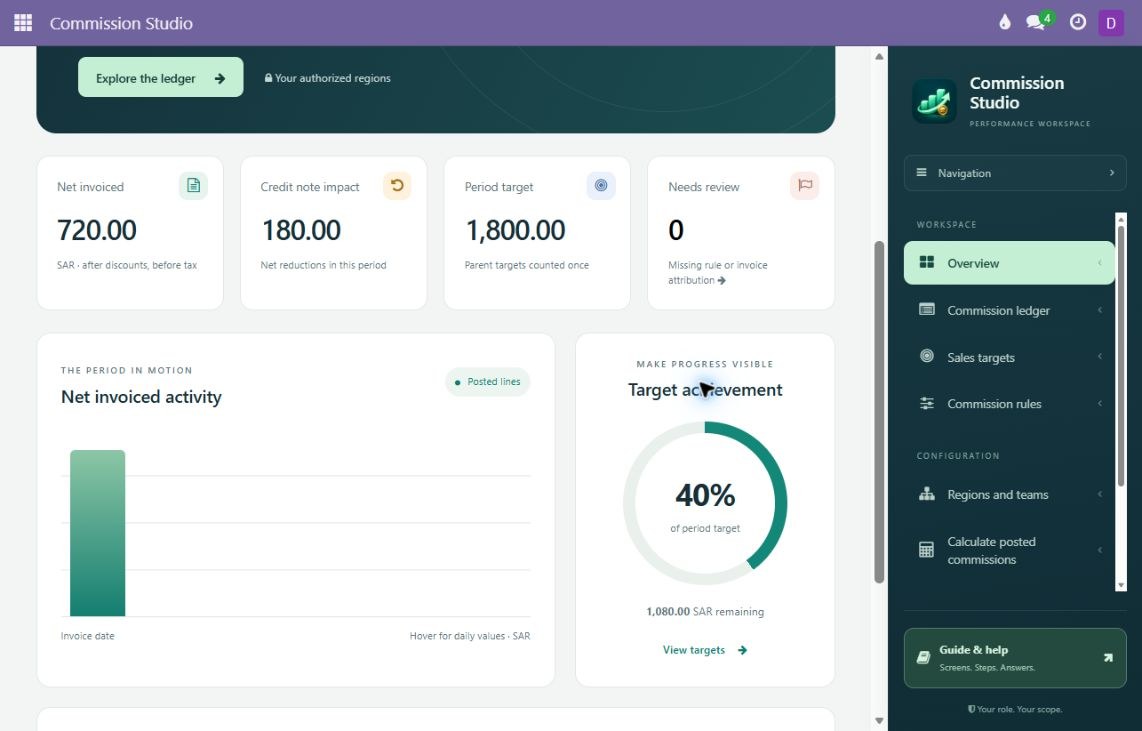 Commission Studio
4
D
Explore the ledger
Your authorized regions
Net invoiced
720.00
SAR · after discounts, before tax
Credit note impact
180.00
Net reductions in this period
Period target
1,800.00
Parent targets counted once
Needs review
0
Missing rule or invoice
attribution
THE PERIOD IN MOTION
Net invoiced activity
Posted lines
Invoice date
Hover for daily values · SAR
MAKE PROGRESS VISIBLE
Target achievement
40%
of period target
1,080.00 SAR remaining
View targets
Commission
Studio
PERFORMANCE WORKSPACE
Navigation
WORKSPACE
Overview
Commission ledger
Sales targets
Commission rules
CONFIGURATION
Regions and teams
Calculate posted
commissions
Guide & help
Screens. Steps. Answers.
Your role. Your scope.